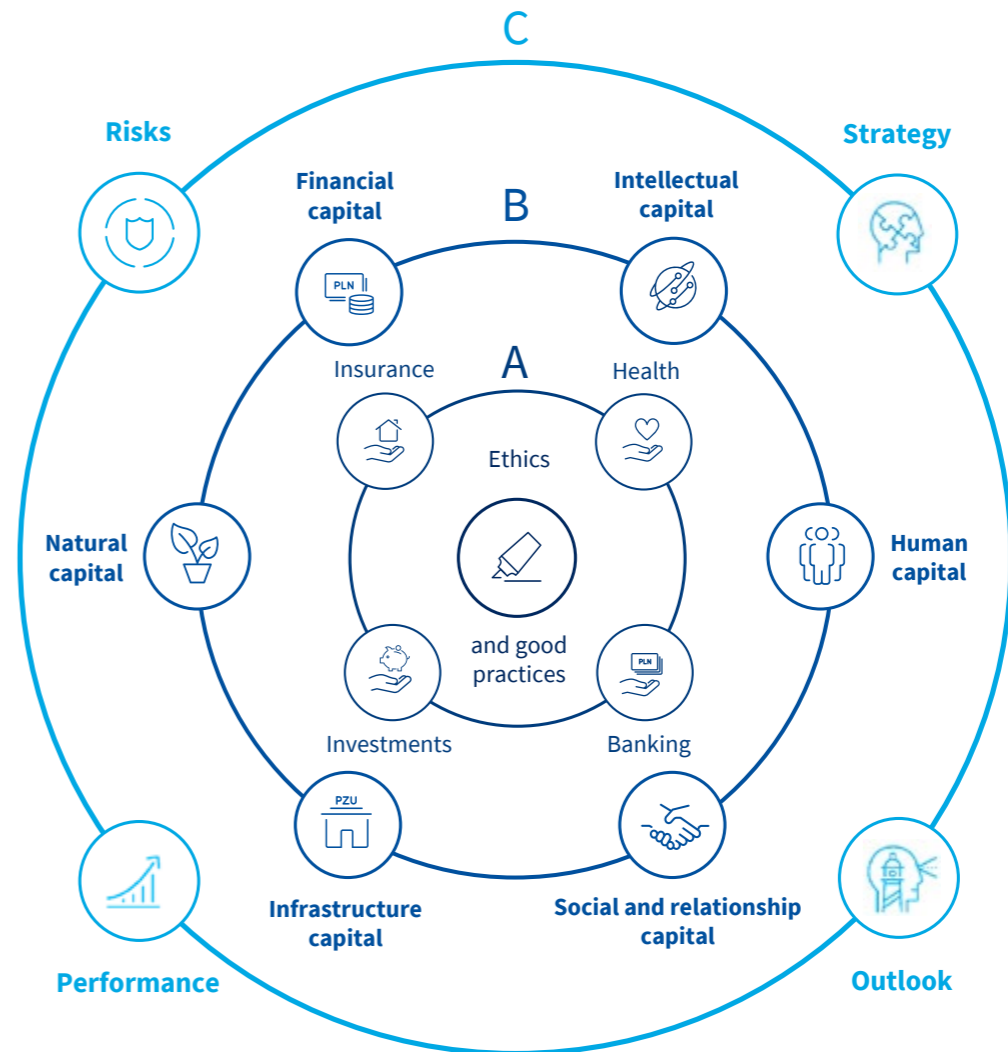 C
Risks
Strategy
Financial
capital
B
Intellectual
capital
PLN
Insurance
A
Health
Ethics
Natural
capital
Human
capital
and good
practices
PLN
Investments
Banking
PZU
Infrastructure
capital
Social and relationship
capital
Performance
Outlook